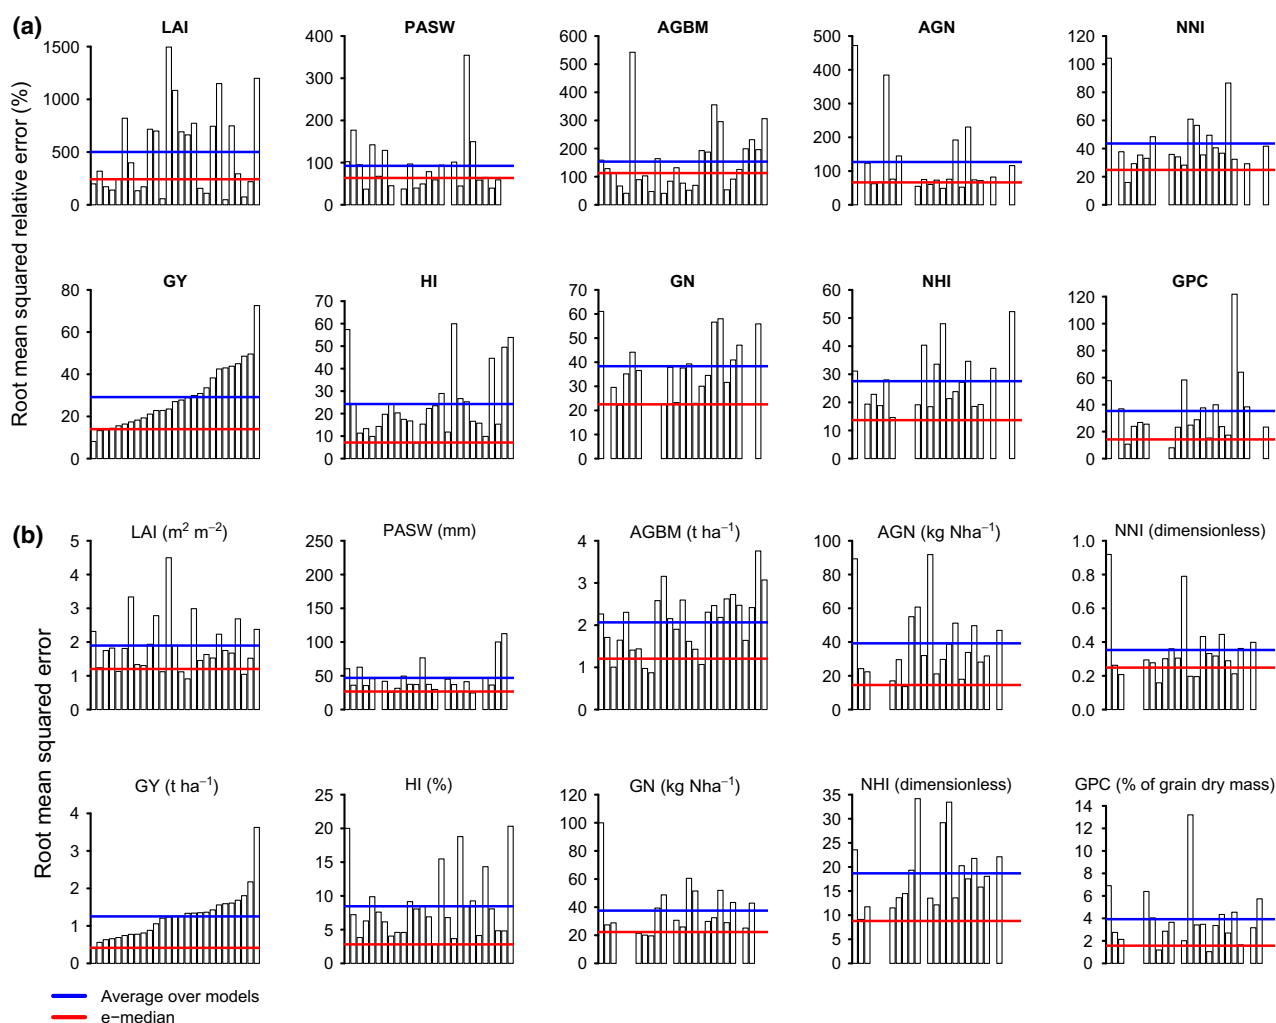 (a)
LAI PASW AGBM AGN NNI
Root mean squared relative error (%)
1500 1000 500 0
400 300 200 100 0
600 500 400 300 200 100 0
500 400 300 200 100 0
120 100 80 60 40 20 0
GY HI GN NHI GPC
80 60 40 20 0
70 60 50 40 30 20 10 0
70 60 50 40 30 20 10 0
60 50 40 30 20 10 0
120 100 80 60 40 20 0
(b)
LAI (m² m⁻²) PASW (mm) AGBM (t ha⁻¹) AGN (kg Nha⁻¹) NNI (dimensionless)
Root mean squared error
5 4 3 2 1 0
250 200 150 100 50 0
4 3 2 1 0
100 80 60 40 20 0
1.0 0.8 0.6 0.4 0.2 0.0
GY (t ha⁻¹) HI (%) GN (kg Nha⁻¹) NHI (dimensionless) GPC (% of grain dry mass)
4 3 2 1 0
25 20 15 10 5 0
120 100 80 60 40 20 0
35 30 25 20 15 10 5 0
14 12 10 8 6 4 2 0
Average over models
e−median